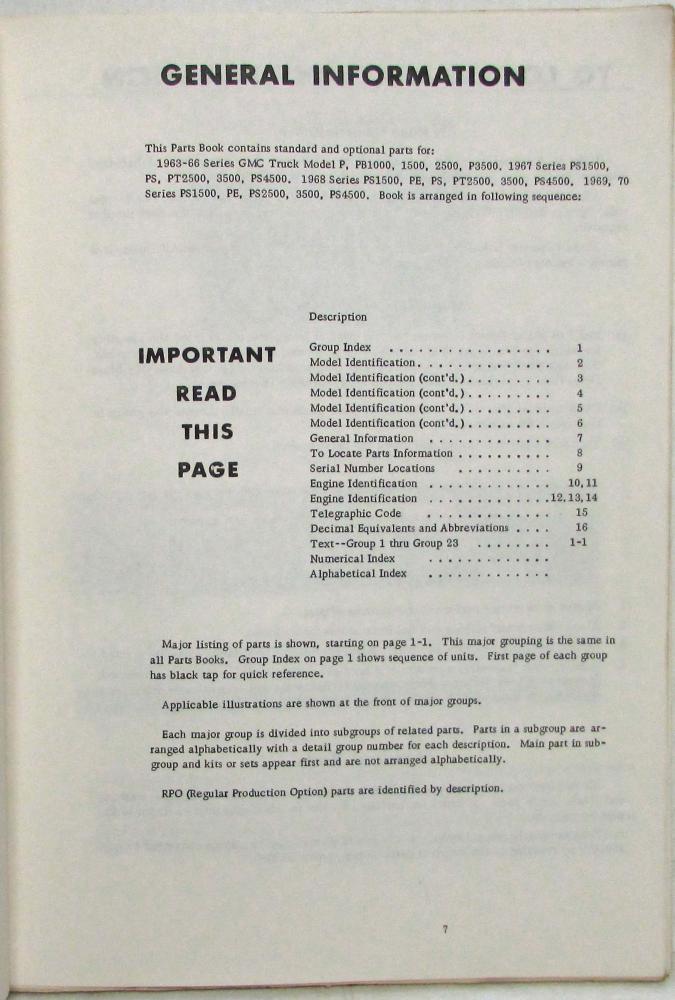 GENERAL INFORMATION
This Parts Book contains standard and optional parts for:
1963-66 Series GMC Truck Model P, PB1000, 1500, 2500, P3500. 1967 Series PS1500,
PS, PT2500, 3500, PS4500. 1968 Series PS1500, PE, PS, PT2500, 3500, PS4500. 1969, 70
Series PS1500, PE, PS2500, 3500, PS4500. Book is arranged in following sequence:
IMPORTANT
READ
THIS
PAGE
Description
Group Index . . . . . . . . . . . . . . . . . 1
Model Identification. . . . . . . . . . . . . . 2
Model Identification (cont'd.) . . . . . . . . . 3
Model Identification (cont'd.) . . . . . . . . . 4
Model Identification (cont'd.) . . . . . . . . . 5
Model Identification (cont'd.) . . . . . . . . . 6
General Information . . . . . . . . . . . . . 7
To Locate Parts Information . . . . . . . . . . 8
Serial Number Locations . . . . . . . . . . 9
Engine Identification . . . . . . . . . . . . . 10,11
Engine Identification . . . . . . . . . . . . .12,13,14
Telegraphic Code . . . . . . . . . . . . . 15
Decimal Equivalents and Abbreviations . . . . 16
Text--Group 1 thru Group 23 . . . . . . . . 1-1
Numerical Index . . . . . . . . . . . . .
Alphabetical Index . . . . . . . . . . . . .
Major listing of parts is shown, starting on page 1-1. This major grouping is the same in
all Parts Books. Group Index on page 1 shows sequence of units. First page of each group
has black tap for quick reference.
Applicable illustrations are shown at the front of major groups.
Each major group is divided into subgroups of related parts. Parts in a subgroup are ar-
ranged alphabetically with a detail group number for each description. Main part in sub-
group and kits or sets appear first and are not arranged alphabetically.
RPO (Regular Production Option) parts are identified by description.
7